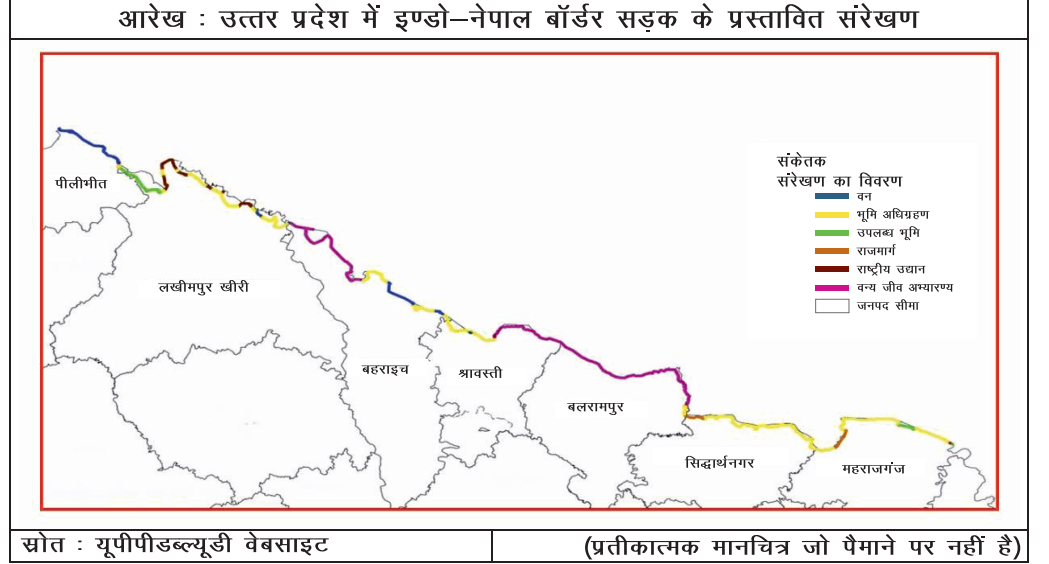 आरेख : उत्तर प्रदेश में इण्डो–नेपाल बॉर्डर सड़क के प्रस्तावित संरेखण
पीलीभीत
लखीमपुर खीरी
बहराइच
श्रावस्ती
बलरामपुर
सिद्धार्थनगर
महराजगंज
संकेतक
संरेखण का विवरण
वन
भूमि अधिग्रहण
उपलब्ध भूमि
राजमार्ग
राष्ट्रीय उद्यान
वन्य जीव अभ्यारण्य
जनपद सीमा
स्रोत : यूपीपीडब्ल्यूडी वेबसाइट
(प्रतीकात्मक मानचित्र जो पैमाने पर नहीं है)